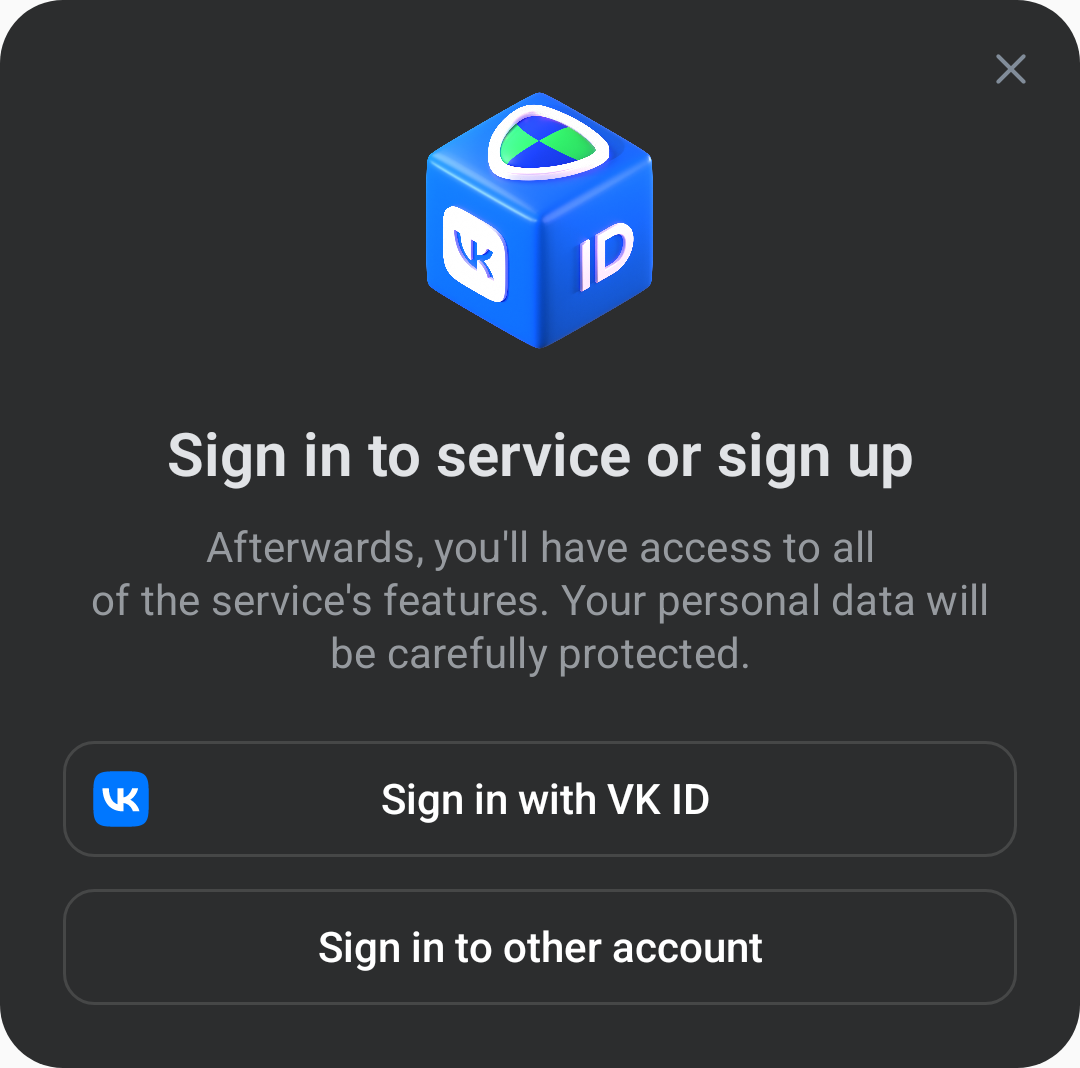 VK
ID
Sign in to service or sign up
Afterwards, you'll have access to all
of the service's features. Your personal data will
be carefully protected.
VK
Sign in with VK ID
Sign in to other account